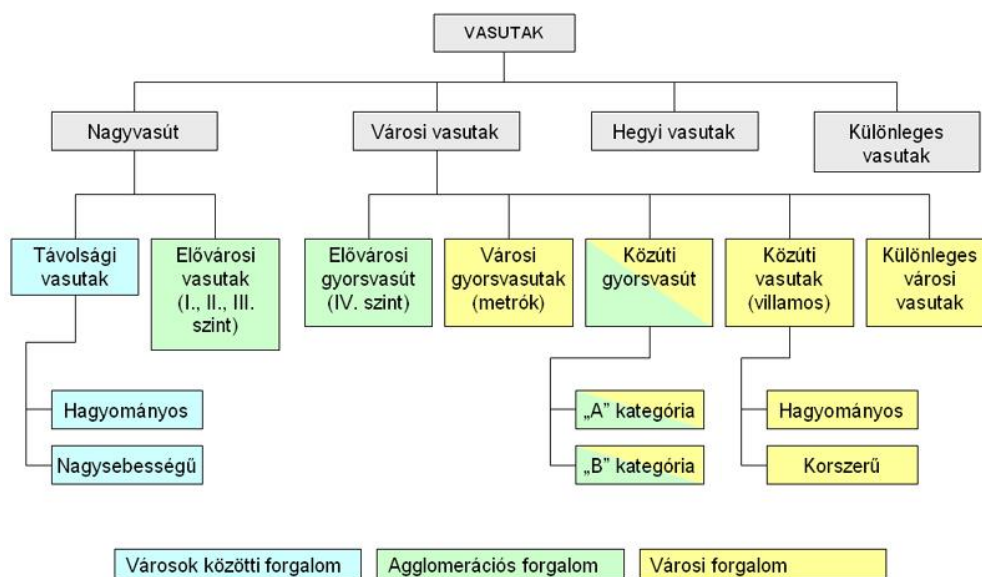 VASUTAK
Nagyvasút
Városi vasutak
Hegyi vasutak
Különleges
vasutak
Távolsági
vasutak
Elővárosi
vasutak
(I., II., III.
szint)
Elővárosi
gyorsvasút
(IV. szint)
Városi
gyorsvasutak
(metrók)
Közúti
gyorsvasút
Közúti
vasutak
(villamos)
Különleges
városi
vasutak
Hagyományos
Nagysebességű
„A” kategória
„B” kategória
Hagyományos
Korszerű
Városok közötti forgalom
Agglomerációs forgalom
Városi forgalom